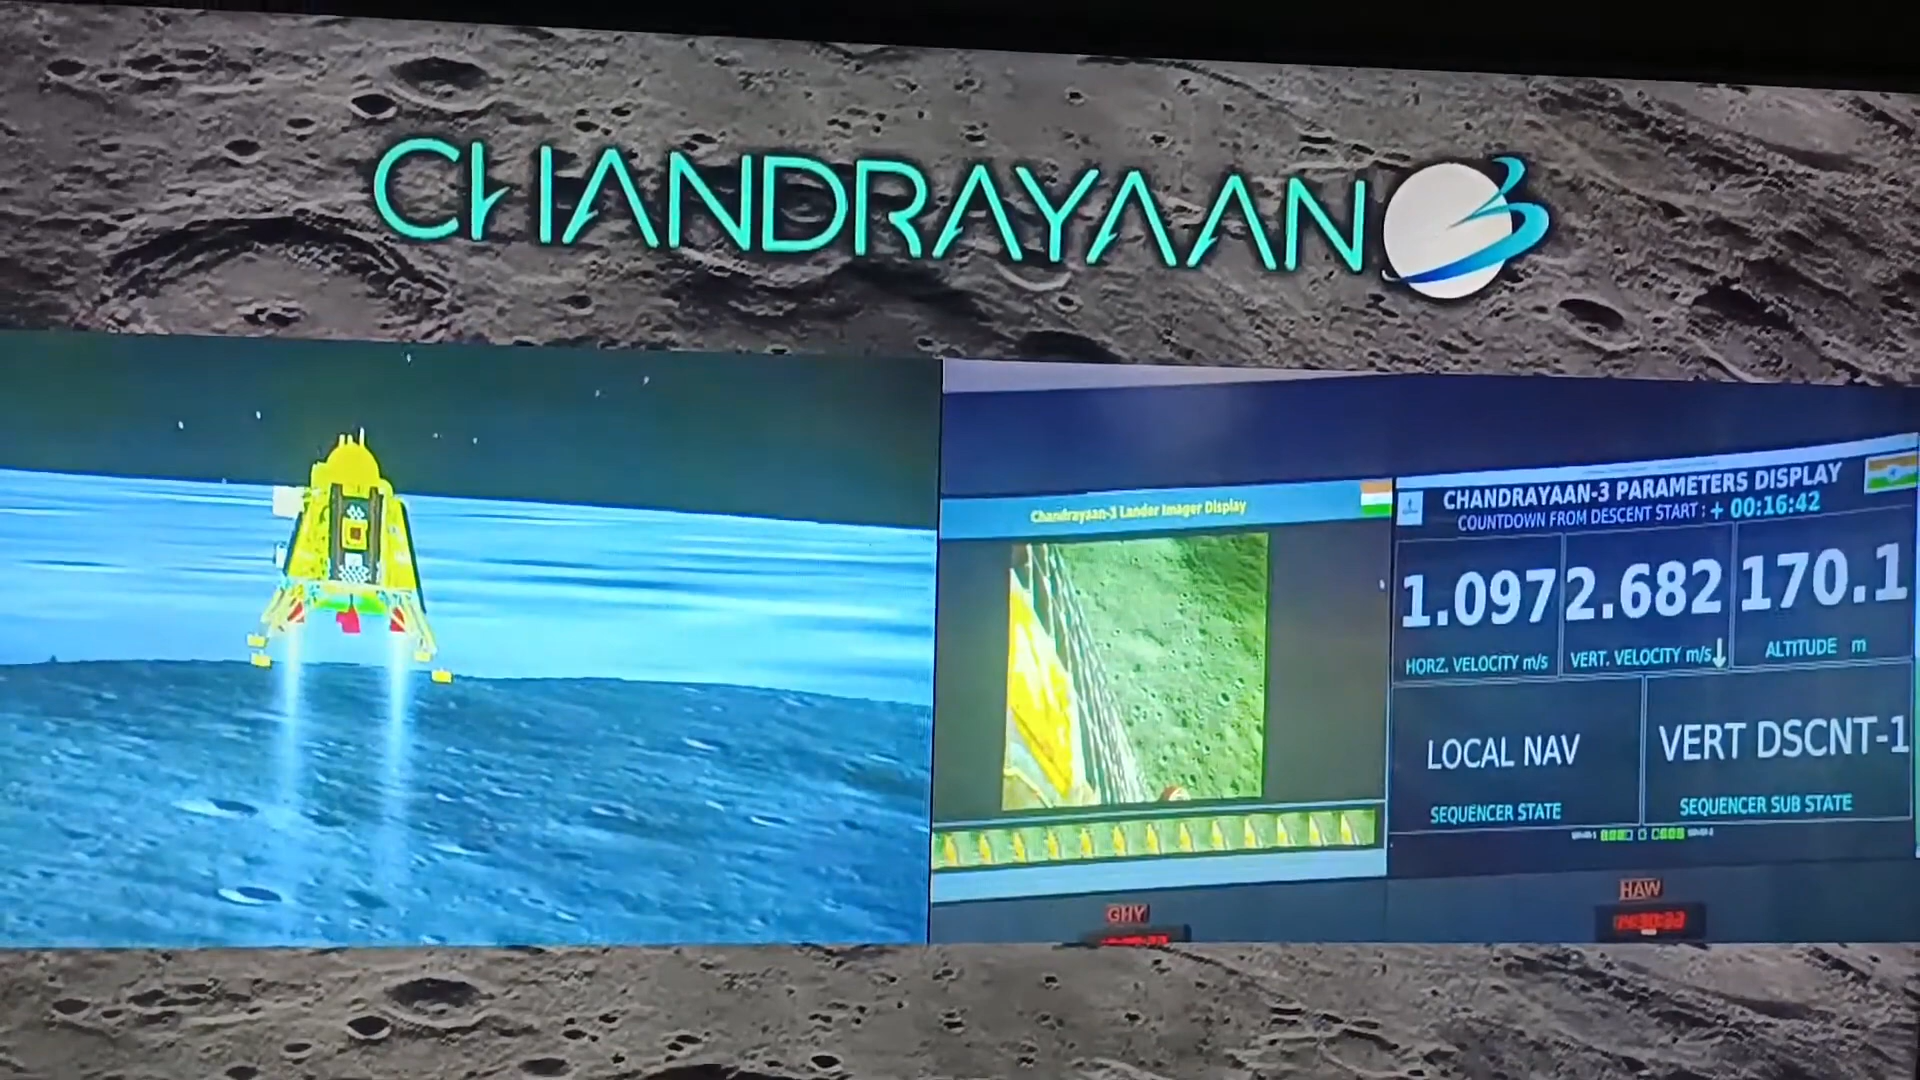 CHANDRAYAAN 3
Chandrayaan-3 Lander Imager Display
CHANDRAYAAN-3 PARAMETERS DISPLAY
COUNTDOWN FROM DESCENT START : + 00:16:42
1.097 2.682 170.1
HORZ. VELOCITY m/s VERT. VELOCITY m/s ALTITUDE m
LOCAL NAV VERT DSCNT-1
SEQUENCER STATE SEQUENCER SUB STATE
GHY
HAW